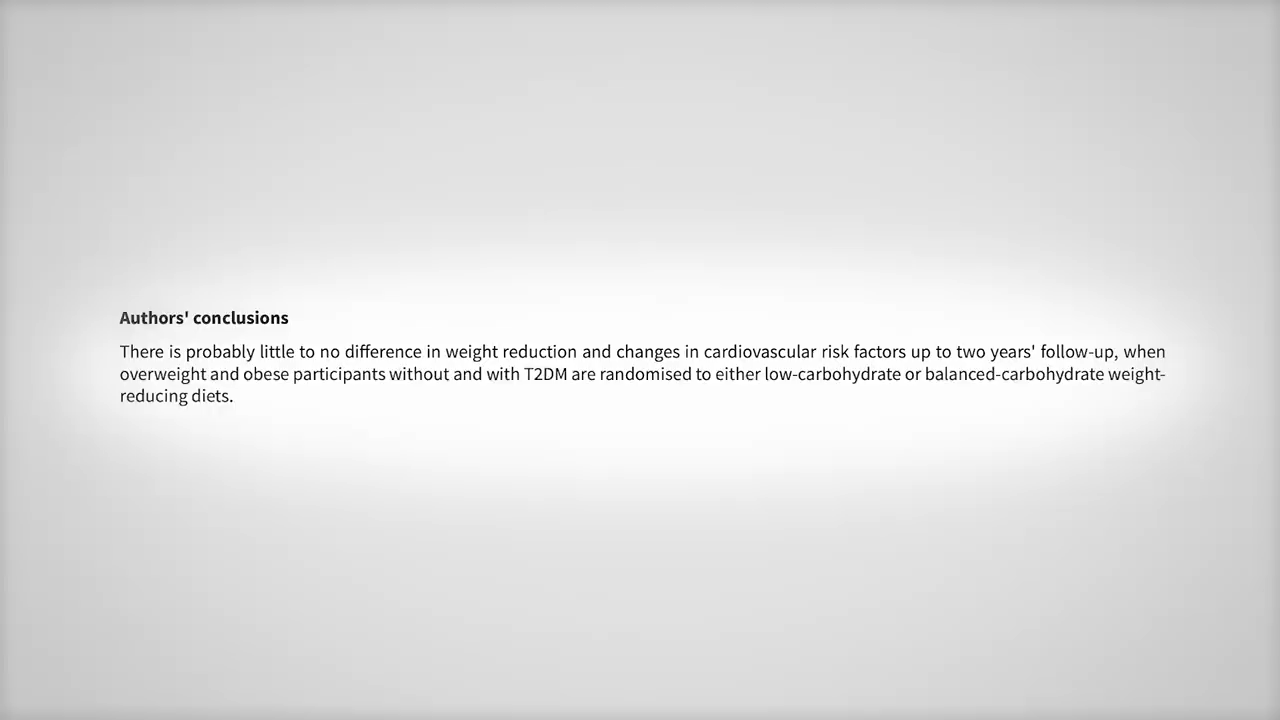 Authors' conclusions
There is probably little to no difference in weight reduction and changes in cardiovascular risk factors up to two years' follow-up, when
overweight and obese participants without and with T2DM are randomised to either low-carbohydrate or balanced-carbohydrate weight-
reducing diets.